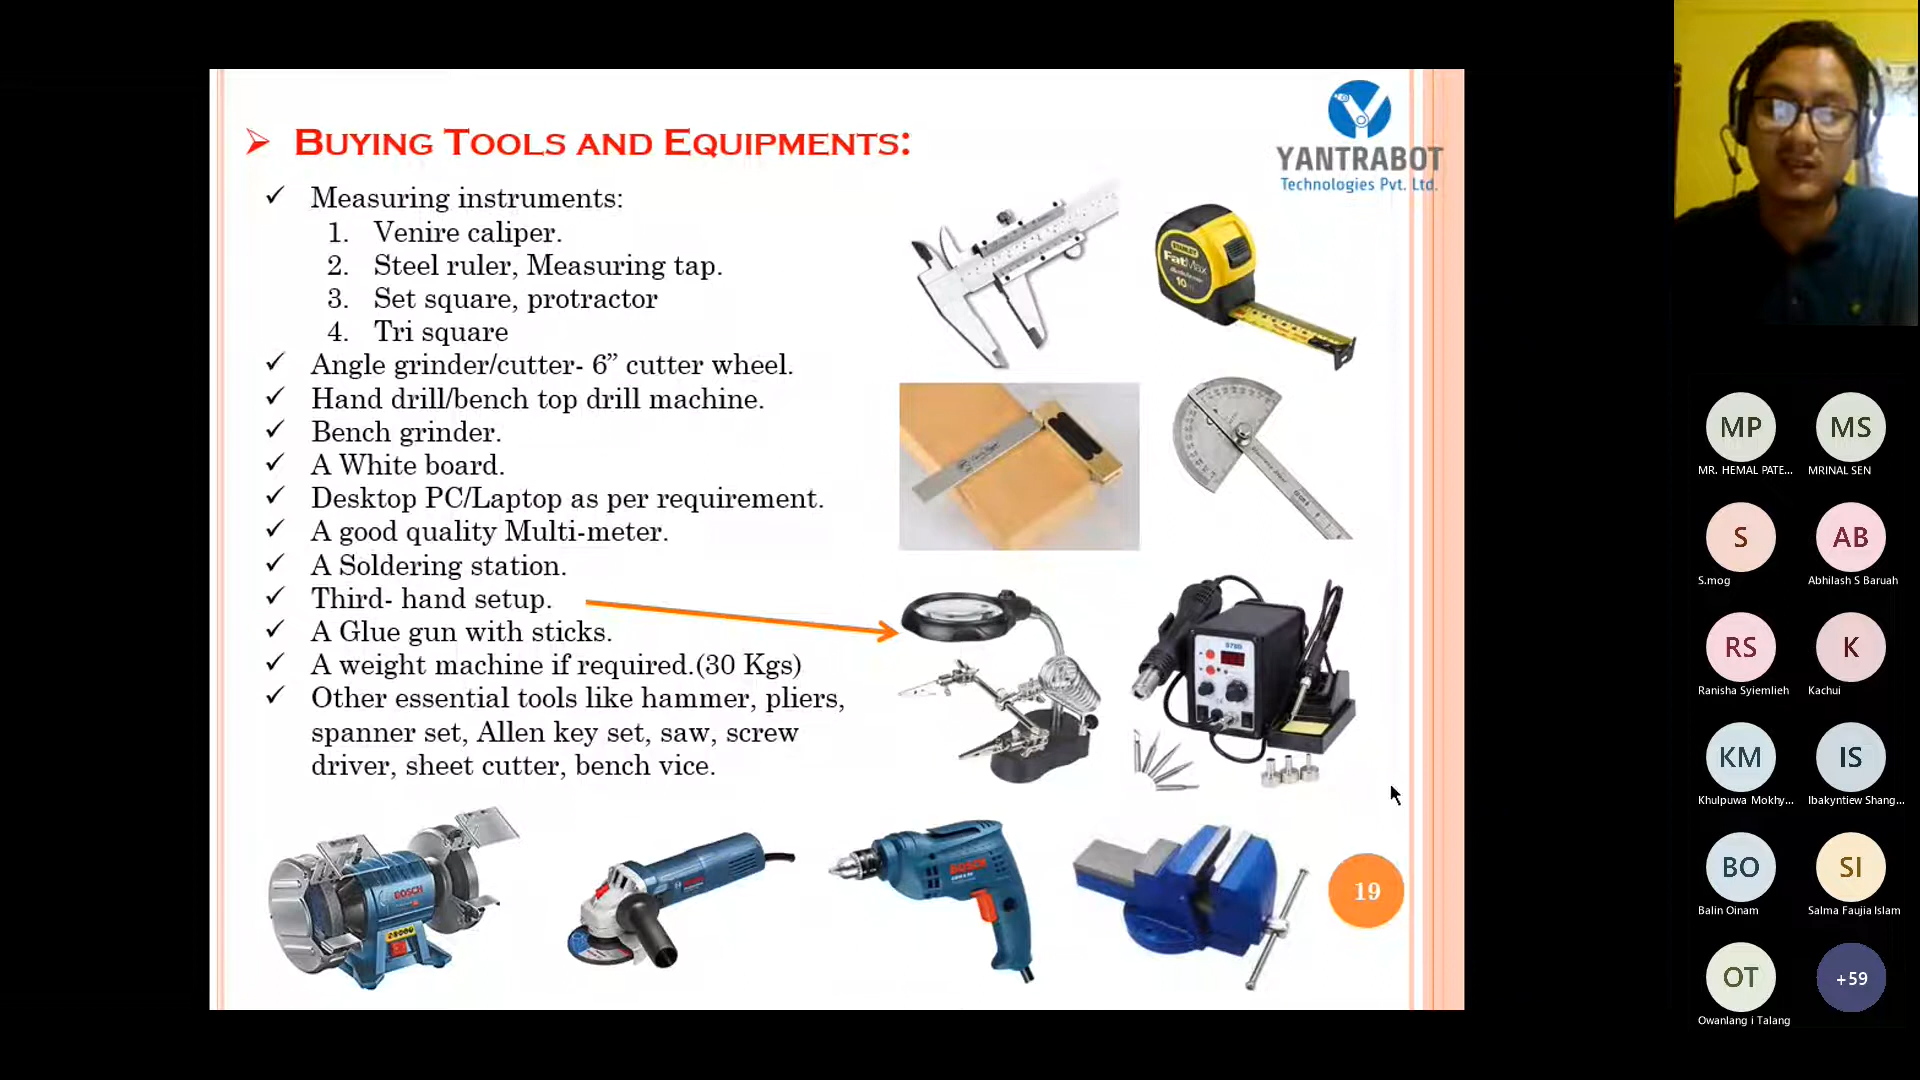 BUYING TOOLS AND EQUIPMENTS:
YANTRABOT
Technologies Pvt. Ltd.
✓ Measuring instruments:
1. Venire caliper.
2. Steel ruler, Measuring tap.
3. Set square, protractor
4. Tri square
✓ Angle grinder/cutter- 6” cutter wheel.
✓ Hand drill/bench top drill machine.
✓ Bench grinder.
✓ A White board.
✓ Desktop PC/Laptop as per requirement.
✓ A good quality Multi-meter.
✓ A Soldering station.
✓ Third- hand setup.
✓ A Glue gun with sticks.
✓ A weight machine if required.(30 Kgs)
✓ Other essential tools like hammer, pliers,
spanner set, Allen key set, saw, screw
driver, sheet cutter, bench vice.
STANLEY
FatMax
10
BOSCH
BOSCH
19
MP
MR. HEMAL PATE...
MS
MRINAL SEN
S
S.mog
AB
Abhilash S Baruah
RS
Ranisha Syiemlieh
K
Kachui
KM
Khulpuwa Mokhy...
IS
Ibakyntiew Shang...
BO
Balin Oinam
SI
Salma Faujia Islam
OT
Owanlang i Talang
+59